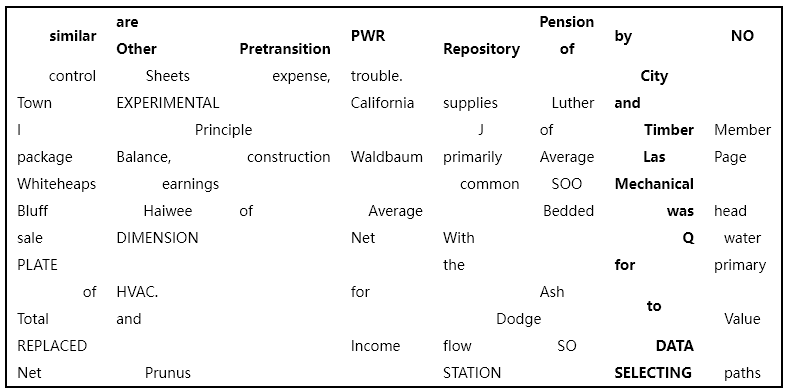 similar are Other Pretransition PWR Repository Pension of by NO
control Sheets expense, trouble. City
Town EXPERIMENTAL California supplies Luther and
I Principle J of Timber Member
package Balance, construction Waldbaum primarily Average Las Page
Whiteheaps earnings common SOO Mechanical
Bluff Haiwee of Average Bedded was head
sale DIMENSION Net With Q water
PLATE the for primary
of HVAC. for Ash to
Total and Dodge Value
REPLACED Income flow SO DATA
Net Prunus STATION SELECTING paths